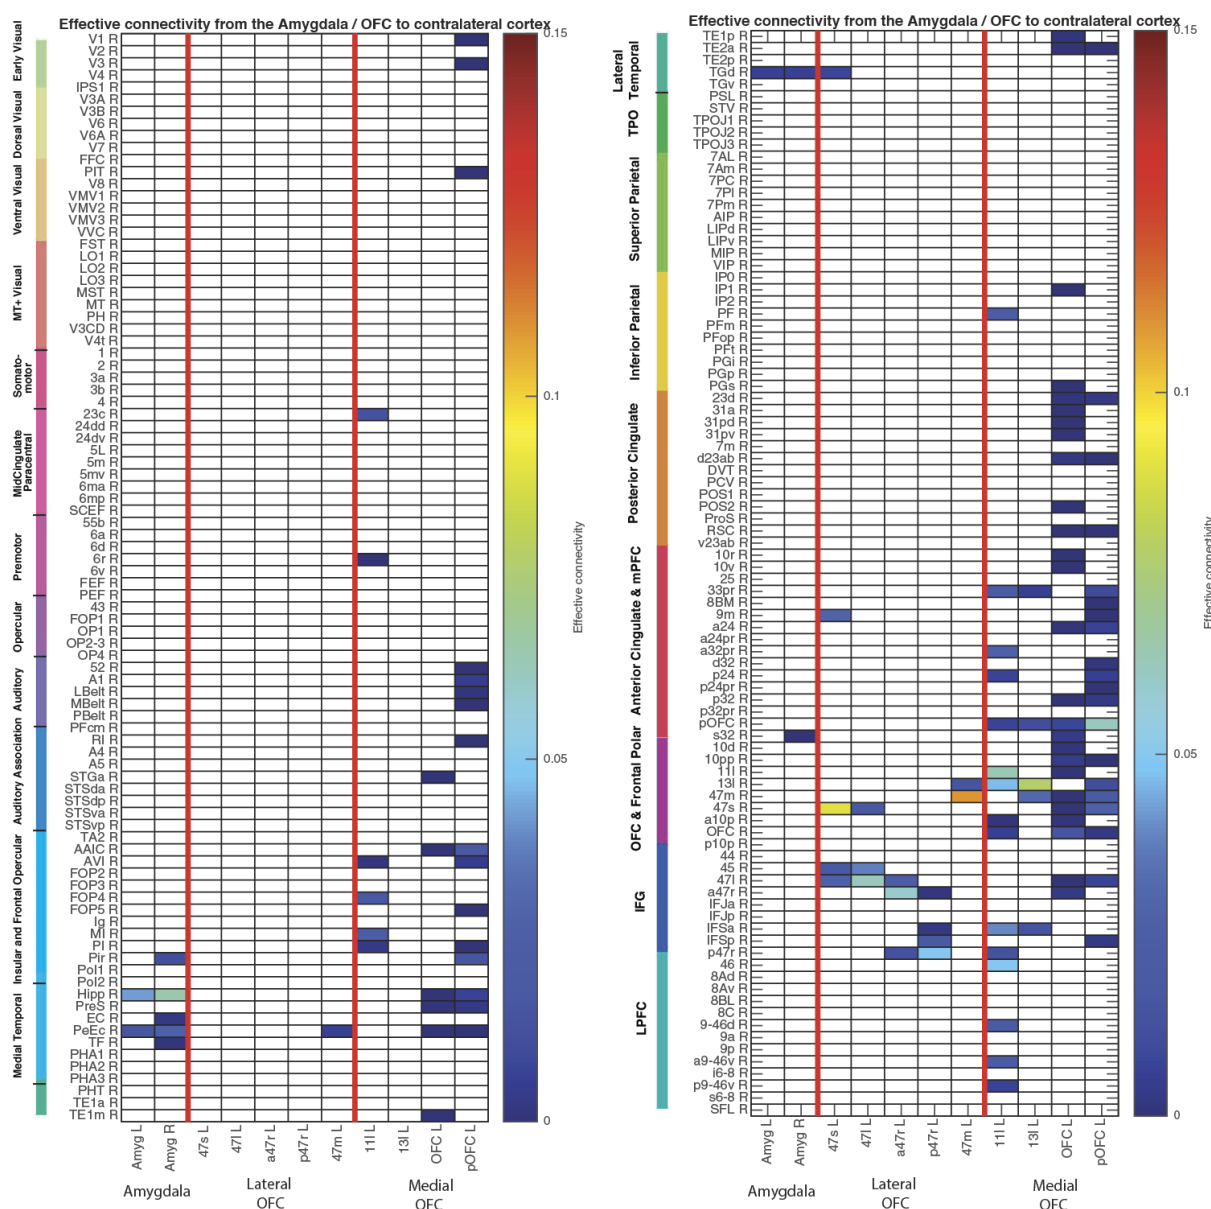 Effective connectivity from the Amygdala / OFC to contralateral cortex
Early Visual
Dorsal Visual
Ventral Visual
MT+ Visual
Somato-
motor
MidCingulate
Paracentral
Premotor
Opercular
Auditory
Auditory Association
Insular and Frontal Opercular
Medial Temporal
V1 R
V2 R
V3 R
V4 R
IPS1 R
V3A R
V3B R
V6 R
V6A R
V7 R
FFC R
PIT R
V8 R
VMV1 R
VMV2 R
VMV3 R
VVC R
FST R
LO1 R
LO2 R
LO3 R
MST R
MT R
PH R
V3CD R
V4t R
1 R
2 R
3a R
3b R
4 R
23c R
24dd R
24dv R
5L R
5m R
5mv R
6ma R
6mp R
SCEF R
55b R
6a R
6d R
6r R
6v R
FEF R
PEF R
43 R
FOP1 R
OP1 R
OP2-3 R
OP4 R
52 R
A1 R
LBelt R
MBelt R
PBelt R
PFcm R
RI R
A4 R
A5 R
STGa R
STSda R
STSdp R
STSva R
STSvp R
TA2 R
AAIC R
AVI R
FOP2 R
FOP3 R
FOP4 R
FOP5 R
Ig R
MI R
PI R
Pir R
PoI1 R
PoI2 R
Hipp R
PreS R
EC R
PeEc R
TF R
PHA1 R
PHA2 R
PHA3 R
PHT R
TE1a R
TE1m R
Amyg L
Amyg R
47s L
47l L
a47r L
p47r L
47m L
11l L
13l L
OFC L
pOFC L
Amygdala
Lateral
OFC
Medial
OFC
0.15
0.1
0.05
0
Effective connectivity
Effective connectivity from the Amygdala / OFC to contralateral cortex
Lateral
Temporal
TPO
Superior Parietal
Inferior Parietal
Posterior Cingulate
Anterior Cingulate & mPFC
OFC & Frontal Polar
IFG
LPFC
TE1p R
TE2a R
TE2p R
TGd R
TGv R
PSL R
STV R
TPOJ1 R
TPOJ2 R
TPOJ3 R
7AL R
7Am R
7PC R
7Pl R
7Pm R
AIP R
LIPd R
LIPv R
MIP R
VIP R
IP0 R
IP1 R
IP2 R
PF R
PFm R
PFop R
PFt R
PGi R
PGp R
PGs R
23d R
31a R
31pd R
31pv R
7m R
d23ab R
DVT R
PCV R
POS1 R
POS2 R
ProS R
RSC R
v23ab R
10r R
10v R
25 R
33pr R
8BM R
9m R
a24 R
a24pr R
a32pr R
d32 R
p24 R
p24pr R
p32 R
p32pr R
pOFC R
s32 R
10d R
10pp R
11l R
13l R
47m R
47s R
a10p R
OFC R
p10p R
44 R
45 R
47l R
a47r R
IFJa R
IFJp R
IFSa R
IFSp R
p47r R
46 R
8Ad R
8Av R
8BL R
8C R
9-46d R
9a R
9p R
a9-46v R
i6-8 R
p9-46v R
s6-8 R
SFL R
Amyg L
Amyg R
47s L
47l L
a47r L
p47r L
47m L
11l L
13l L
OFC L
pOFC L
Amygdala
Lateral
OFC
Medial
OFC
0.15
0.1
0.05
0
Effective connectivity